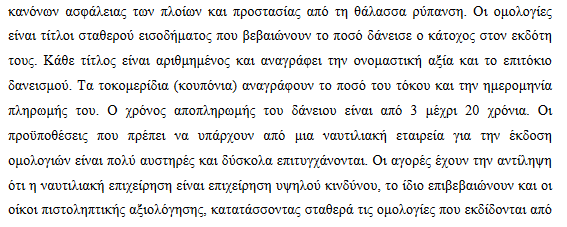 κανόνων ασφάλειας των πλοίων και προστασίας από τη θάλασσα ρύπανση. Οι ομολογίες
είναι τίτλοι σταθερού εισοδήματος που βεβαιώνουν το ποσό δάνεισε ο κάτοχος στον εκδότη
τους. Κάθε τίτλος είναι αριθμημένος και αναγράφει την ονομαστική αξία και το επιτόκιο
δανεισμού. Τα τοκομερίδια (κουπόνια) αναγράφουν το ποσό του τόκου και την ημερομηνία
πληρωμής του. Ο χρόνος αποπληρωμής του δάνειου είναι από 3 μέχρι 20 χρόνια. Οι
προϋποθέσεις που πρέπει να υπάρχουν από μια ναυτιλιακή εταιρεία για την έκδοση
ομολογιών είναι πολύ αυστηρές και δύσκολα επιτυγχάνονται. Οι αγορές έχουν την αντίληψη
ότι η ναυτιλιακή επιχείρηση είναι επιχείρηση υψηλού κινδύνου, το ίδιο επιβεβαιώνουν και οι
οίκοι πιστοληπτικής αξιολόγησης, κατατάσσοντας σταθερά τις ομολογίες που εκδίδονται από